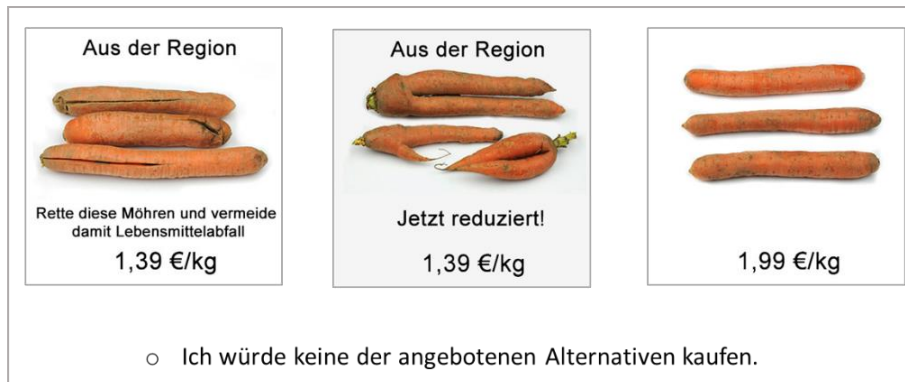 Aus der Region
Rette diese Möhren und vermeide
damit Lebensmittelabfall
1,39 €/kg
Aus der Region
Jetzt reduziert!
1,39 €/kg
1,99 €/kg
o Ich würde keine der angebotenen Alternativen kaufen.